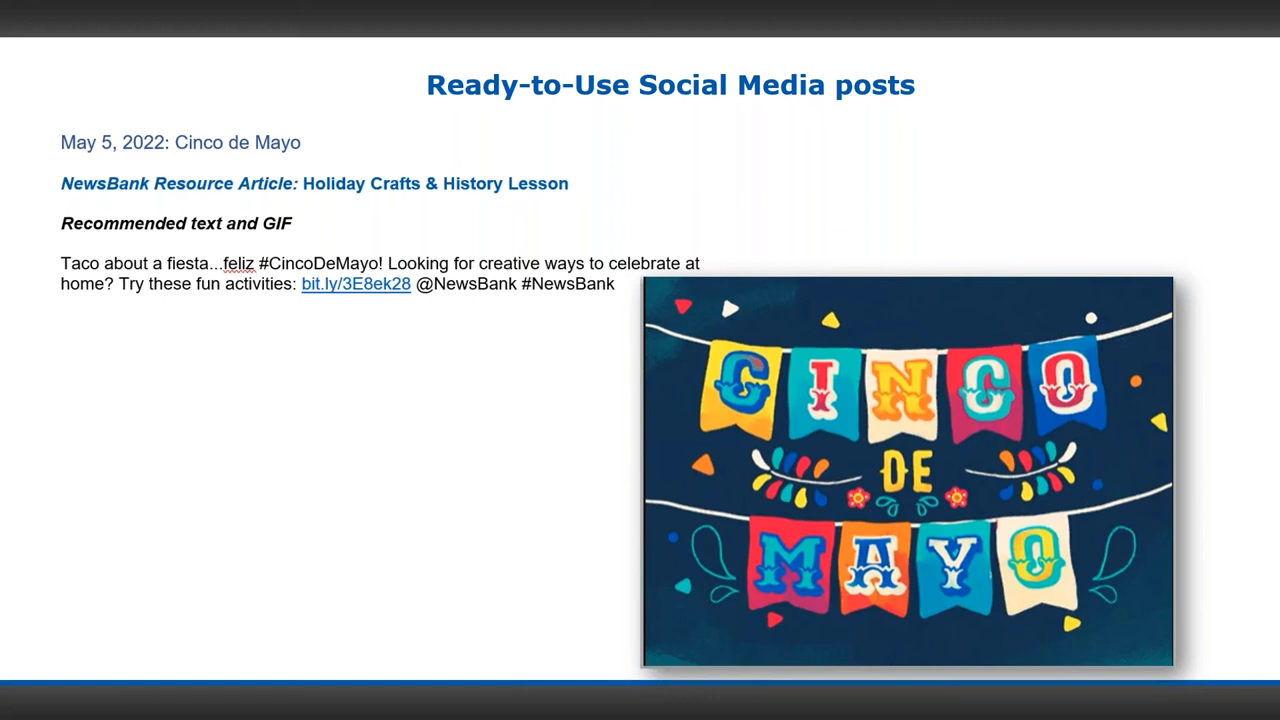 Ready-to-Use Social Media posts
May 5, 2022: Cinco de Mayo
NewsBank Resource Article: Holiday Crafts & History Lesson
Recommended text and GIF
Taco about a fiesta...feliz #CincoDeMayo! Looking for creative ways to celebrate at
home? Try these fun activities: bit.ly/3E8ek28 @NewsBank #NewsBank
CINCO
DE
MAYO